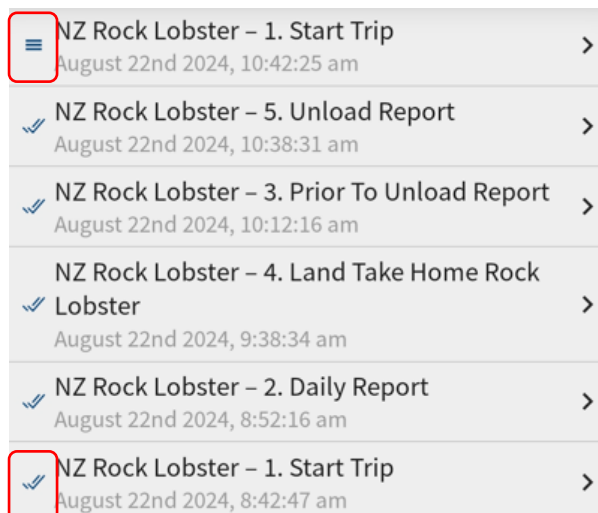 NZ Rock Lobster – 1. Start Trip
August 22nd 2024, 10:42:25 am
NZ Rock Lobster – 5. Unload Report
August 22nd 2024, 10:38:31 am
NZ Rock Lobster – 3. Prior To Unload Report
August 22nd 2024, 10:12:16 am
NZ Rock Lobster – 4. Land Take Home Rock
Lobster
August 22nd 2024, 9:38:34 am
NZ Rock Lobster – 2. Daily Report
August 22nd 2024, 8:52:16 am
NZ Rock Lobster – 1. Start Trip
August 22nd 2024, 8:42:47 am